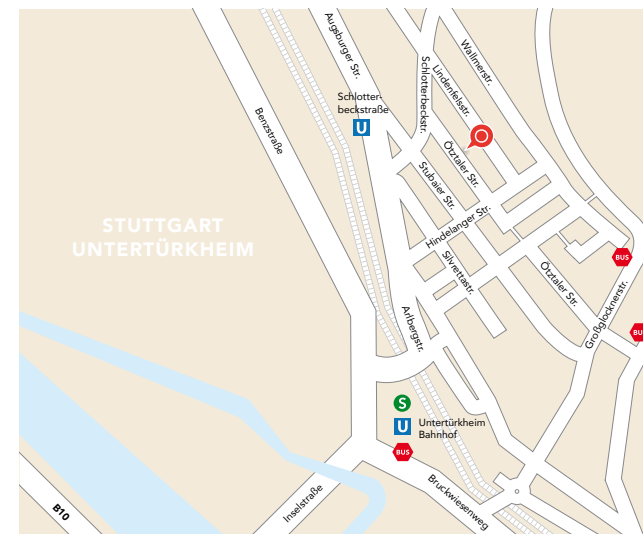 Augsburger Str.
Wallmerstr.
Lindenfelsstr.
Schlotterbeckstr.
Schlotter-
beckstraße
U
Benzstraße
Ötztaler Str.
Stubaier Str.
Hindelanger Str.
STUTTGART
UNTERTÜRKHEIM
Silvrettastr.
Ötztaler Str.
BUS
Großglocknerstr.
Arlbergstr.
S
U
Untertürkheim
Bahnhof
BUS
Bruckwiesenweg
Inselstraße
B10